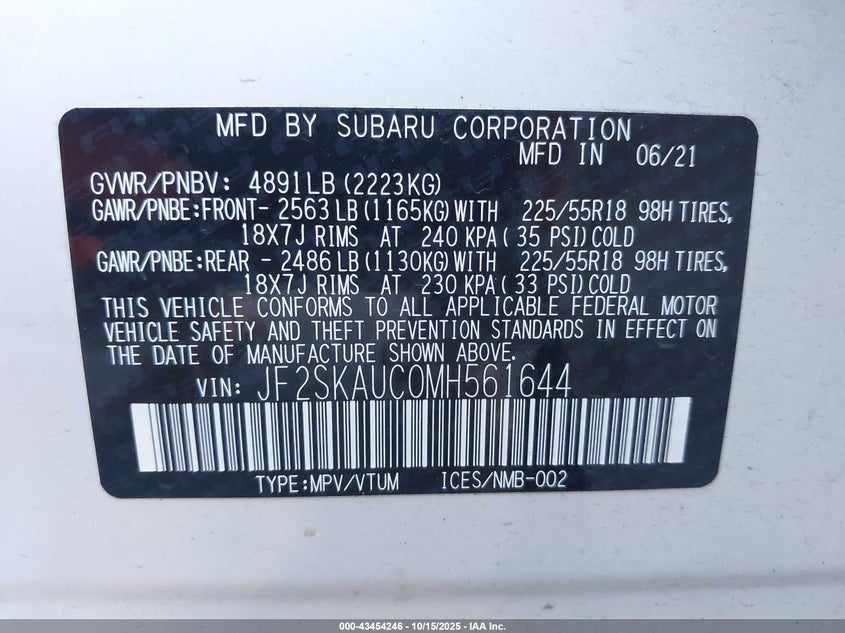 MFD BY SUBARU CORPORATION
MFD IN 06/21
GVWR/PNBV: 4891LB (2223KG)
GAWR/PNBE:FRONT- 2563LB (1165KG) WITH 225/55R18 98H TIRES,
18X7J RIMS AT 240 KPA( 35 PSI) COLD
GAWR/PNBE:REAR - 2486LB (1130KG) WITH 225/55R18 98H TIRES,
18X7J RIMS AT 230 KPA( 33 PSI) COLD
THIS VEHICLE CONFORMS TO ALL APPLICABLE FEDERAL MOTOR
VEHICLE SAFETY AND THEFT PREVENTION STANDARDS IN EFFECT ON
THE DATE OF MANUFACTURE SHOWN ABOVE.
VIN: JF2SKAUC0MH561644
TYPE:MPV/VTUM ICES/NMB-002
000-43454246 - 10/15/2025 - IAA Inc.